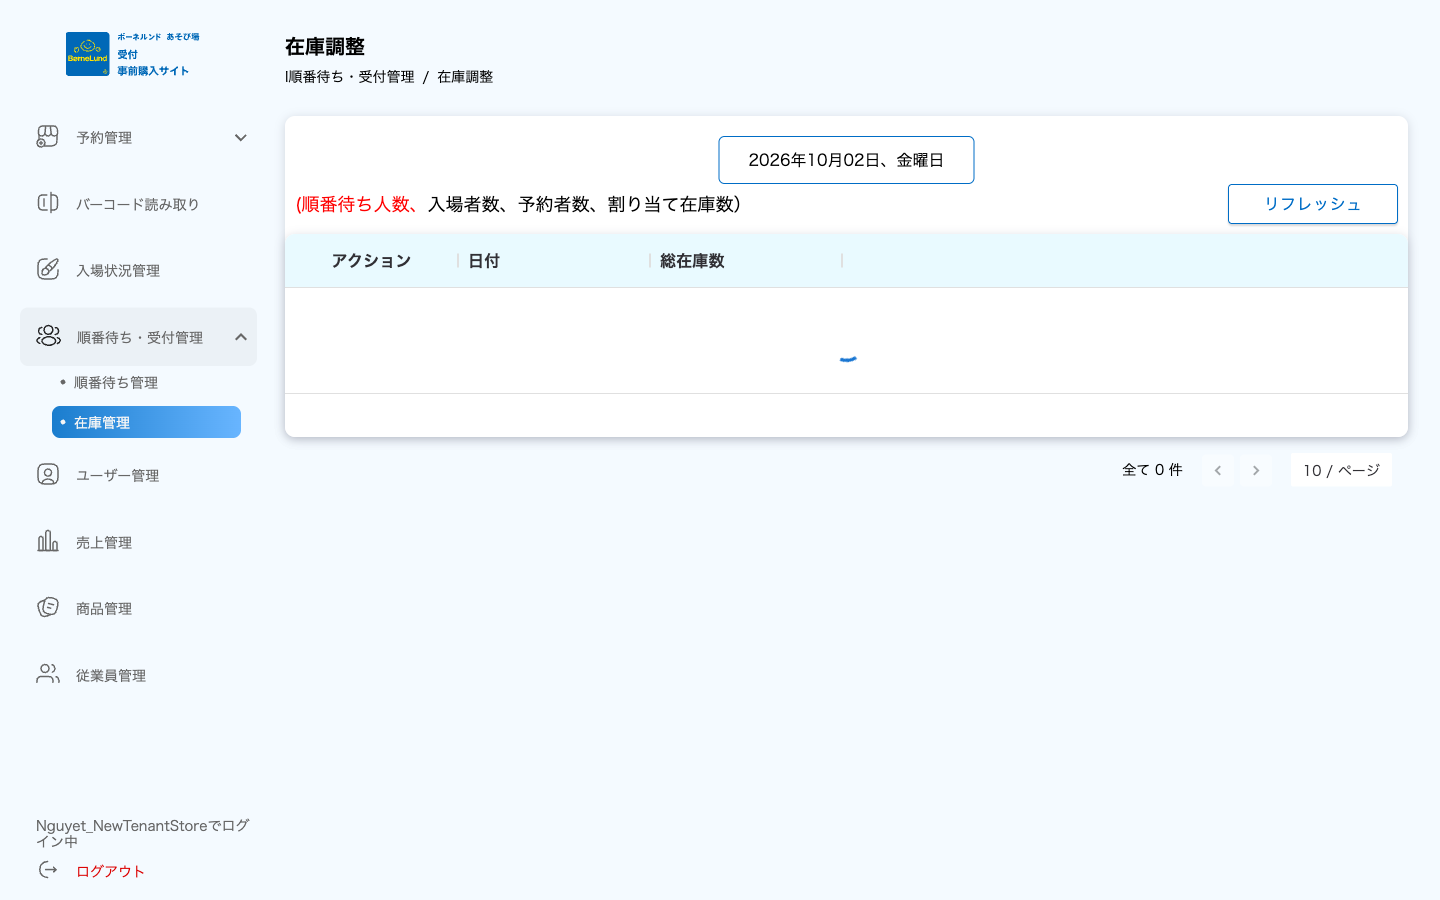 ボーネルンド あそび場
受付
事前購入サイト
BørneLund
予約管理
バーコード読み取り
入場状況管理
順番待ち・受付管理
• 順番待ち管理
• 在庫管理
ユーザー管理
売上管理
商品管理
従業員管理
Nguyet_NewTenantStoreでログ
イン中
ログアウト
在庫調整
I順番待ち・受付管理 / 在庫調整
2026年10月02日、金曜日
(順番待ち人数、入場者数、予約者数、割り当て在庫数)
リフレッシュ
アクション 日付 総在庫数
全て 0 件 10 / ページ